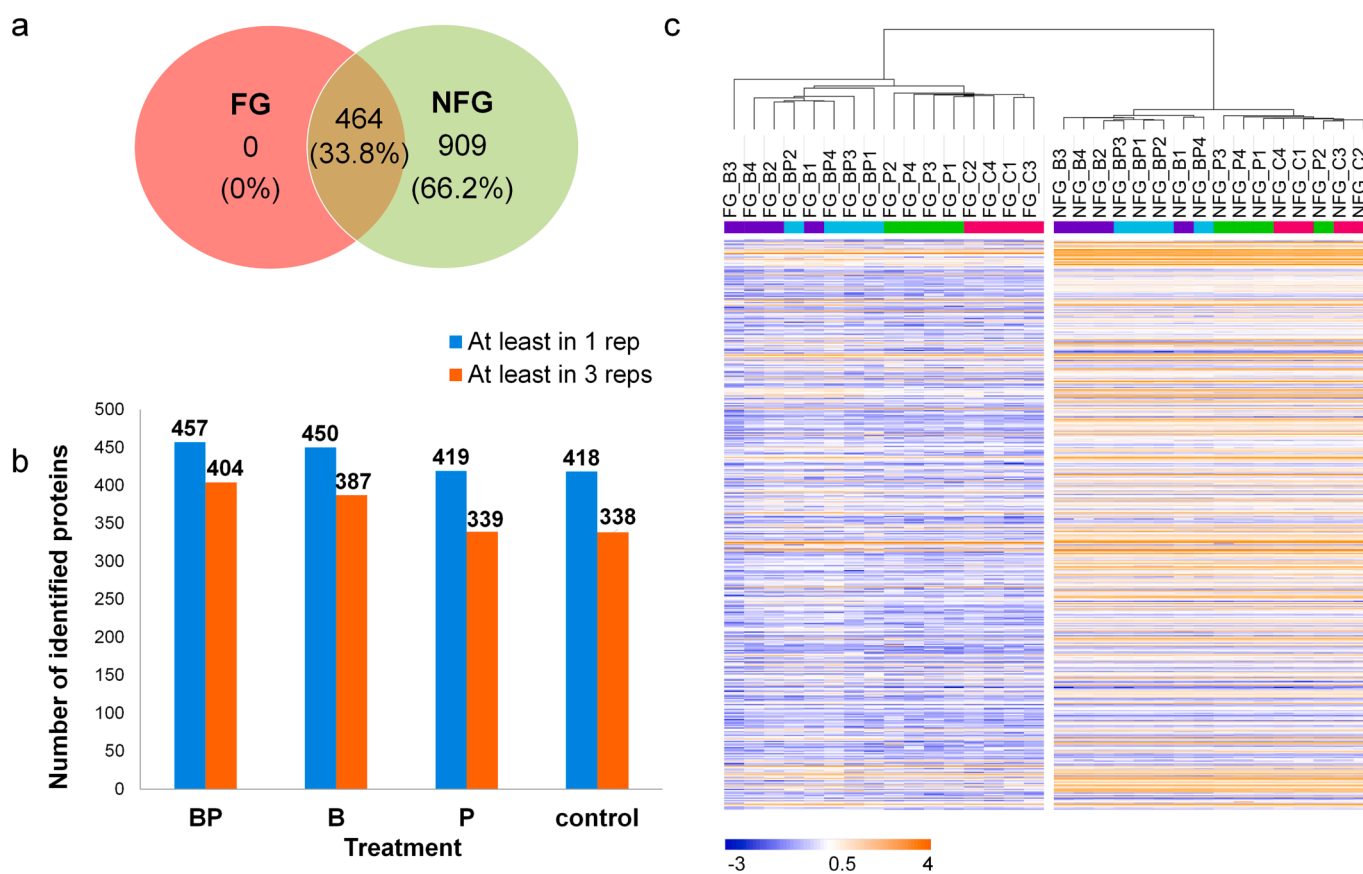 a
FG
0
(0%)
464
(33.8%)
NFG
909
(66.2%)
b
At least in 1 rep
At least in 3 reps
Number of identified proteins
500
450
400
350
300
250
200
150
100
50
0
457
404
450
387
419
339
418
338
BP
B
P
control
Treatment
c
FG_B3
FG_B4
FG_B2
FG_BP2
FG_B1
FG_BP4
FG_BP3
FG_BP1
FG_P2
FG_P4
FG_P3
FG_P1
FG_C2
FG_C4
FG_C1
FG_C3
NFG_B3
NFG_B4
NFG_B2
NFG_BP3
NFG_BP1
NFG_BP2
NFG_B1
NFG_BP4
NFG_P3
NFG_P4
NFG_P1
NFG_C4
NFG_C1
NFG_P2
NFG_C3
NFG_C2
-3
0.5
4